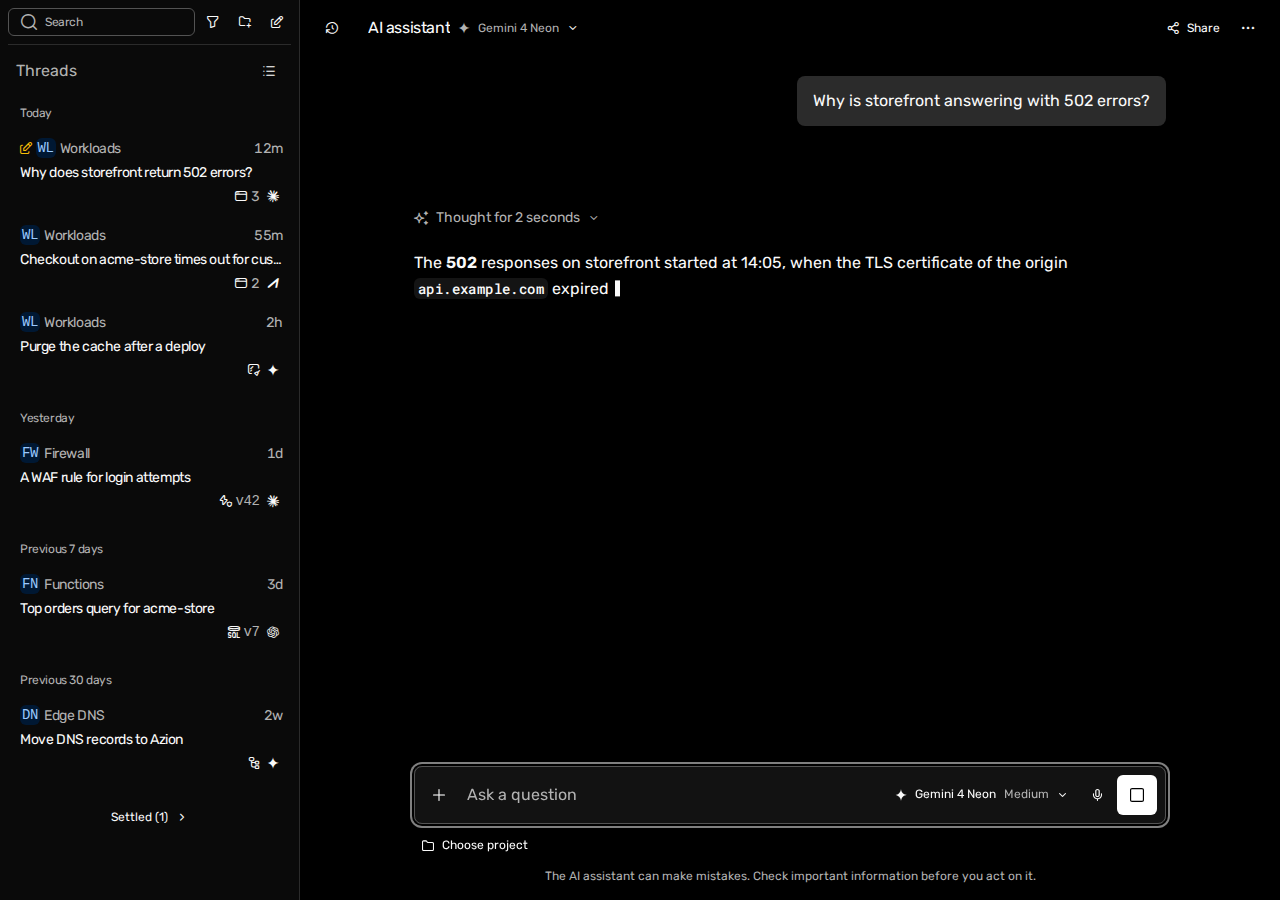 Search
Threads
Today
WL Workloads 12m
Why does storefront return 502 errors?
3
WL Workloads 55m
Checkout on acme-store times out for cus…
2
WL Workloads 2h
Purge the cache after a deploy
Yesterday
FW Firewall 1d
A WAF rule for login attempts
v42
Previous 7 days
FN Functions 3d
Top orders query for acme-store
SQL v7
Previous 30 days
DN Edge DNS 2w
Move DNS records to Azion
Settled (1)
AI assistant Gemini 4 Neon
Share
Why is storefront answering with 502 errors?
Thought for 2 seconds
The 502 responses on storefront started at 14:05, when the TLS certificate of the origin
api.example.com expired
Ask a question
Gemini 4 Neon Medium
Choose project
The AI assistant can make mistakes. Check important information before you act on it.